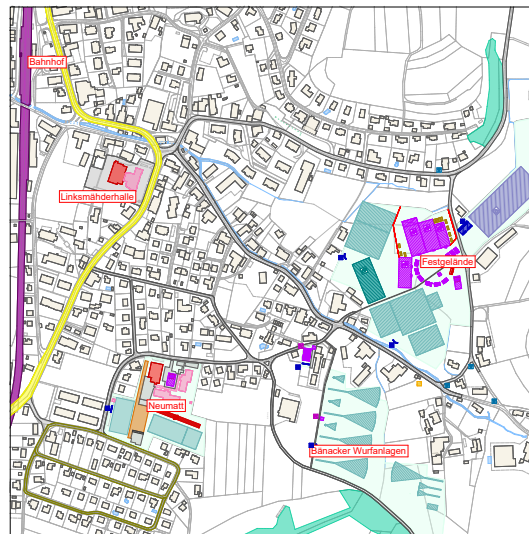 Bahnhof
Linksmähderhalle
Festgelände
Neumatt
Bänacker Wurfanlagen